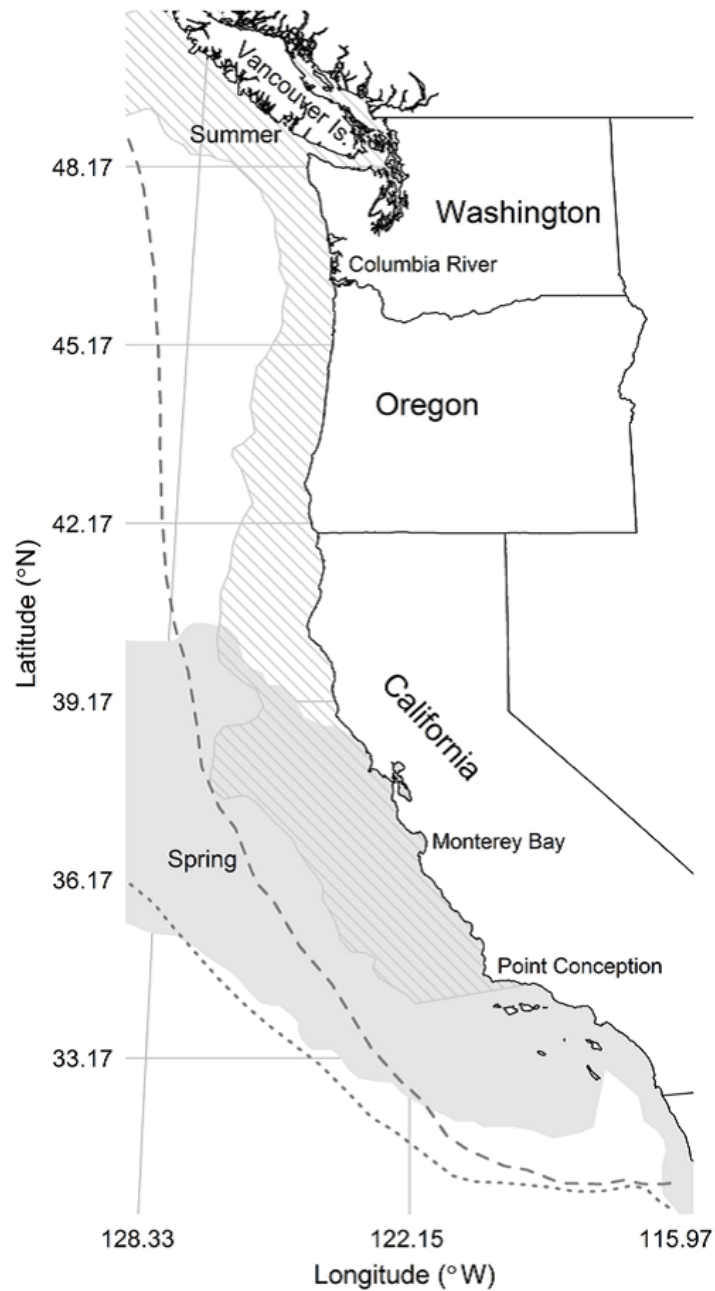 Vancouver Is.
Summer
48.17
Washington
Columbia River
45.17
Oregon
42.17
Latitude (°N)
39.17
California
Monterey Bay
Spring
36.17
Point Conception
33.17
128.33
122.15
115.97
Longitude (°W)